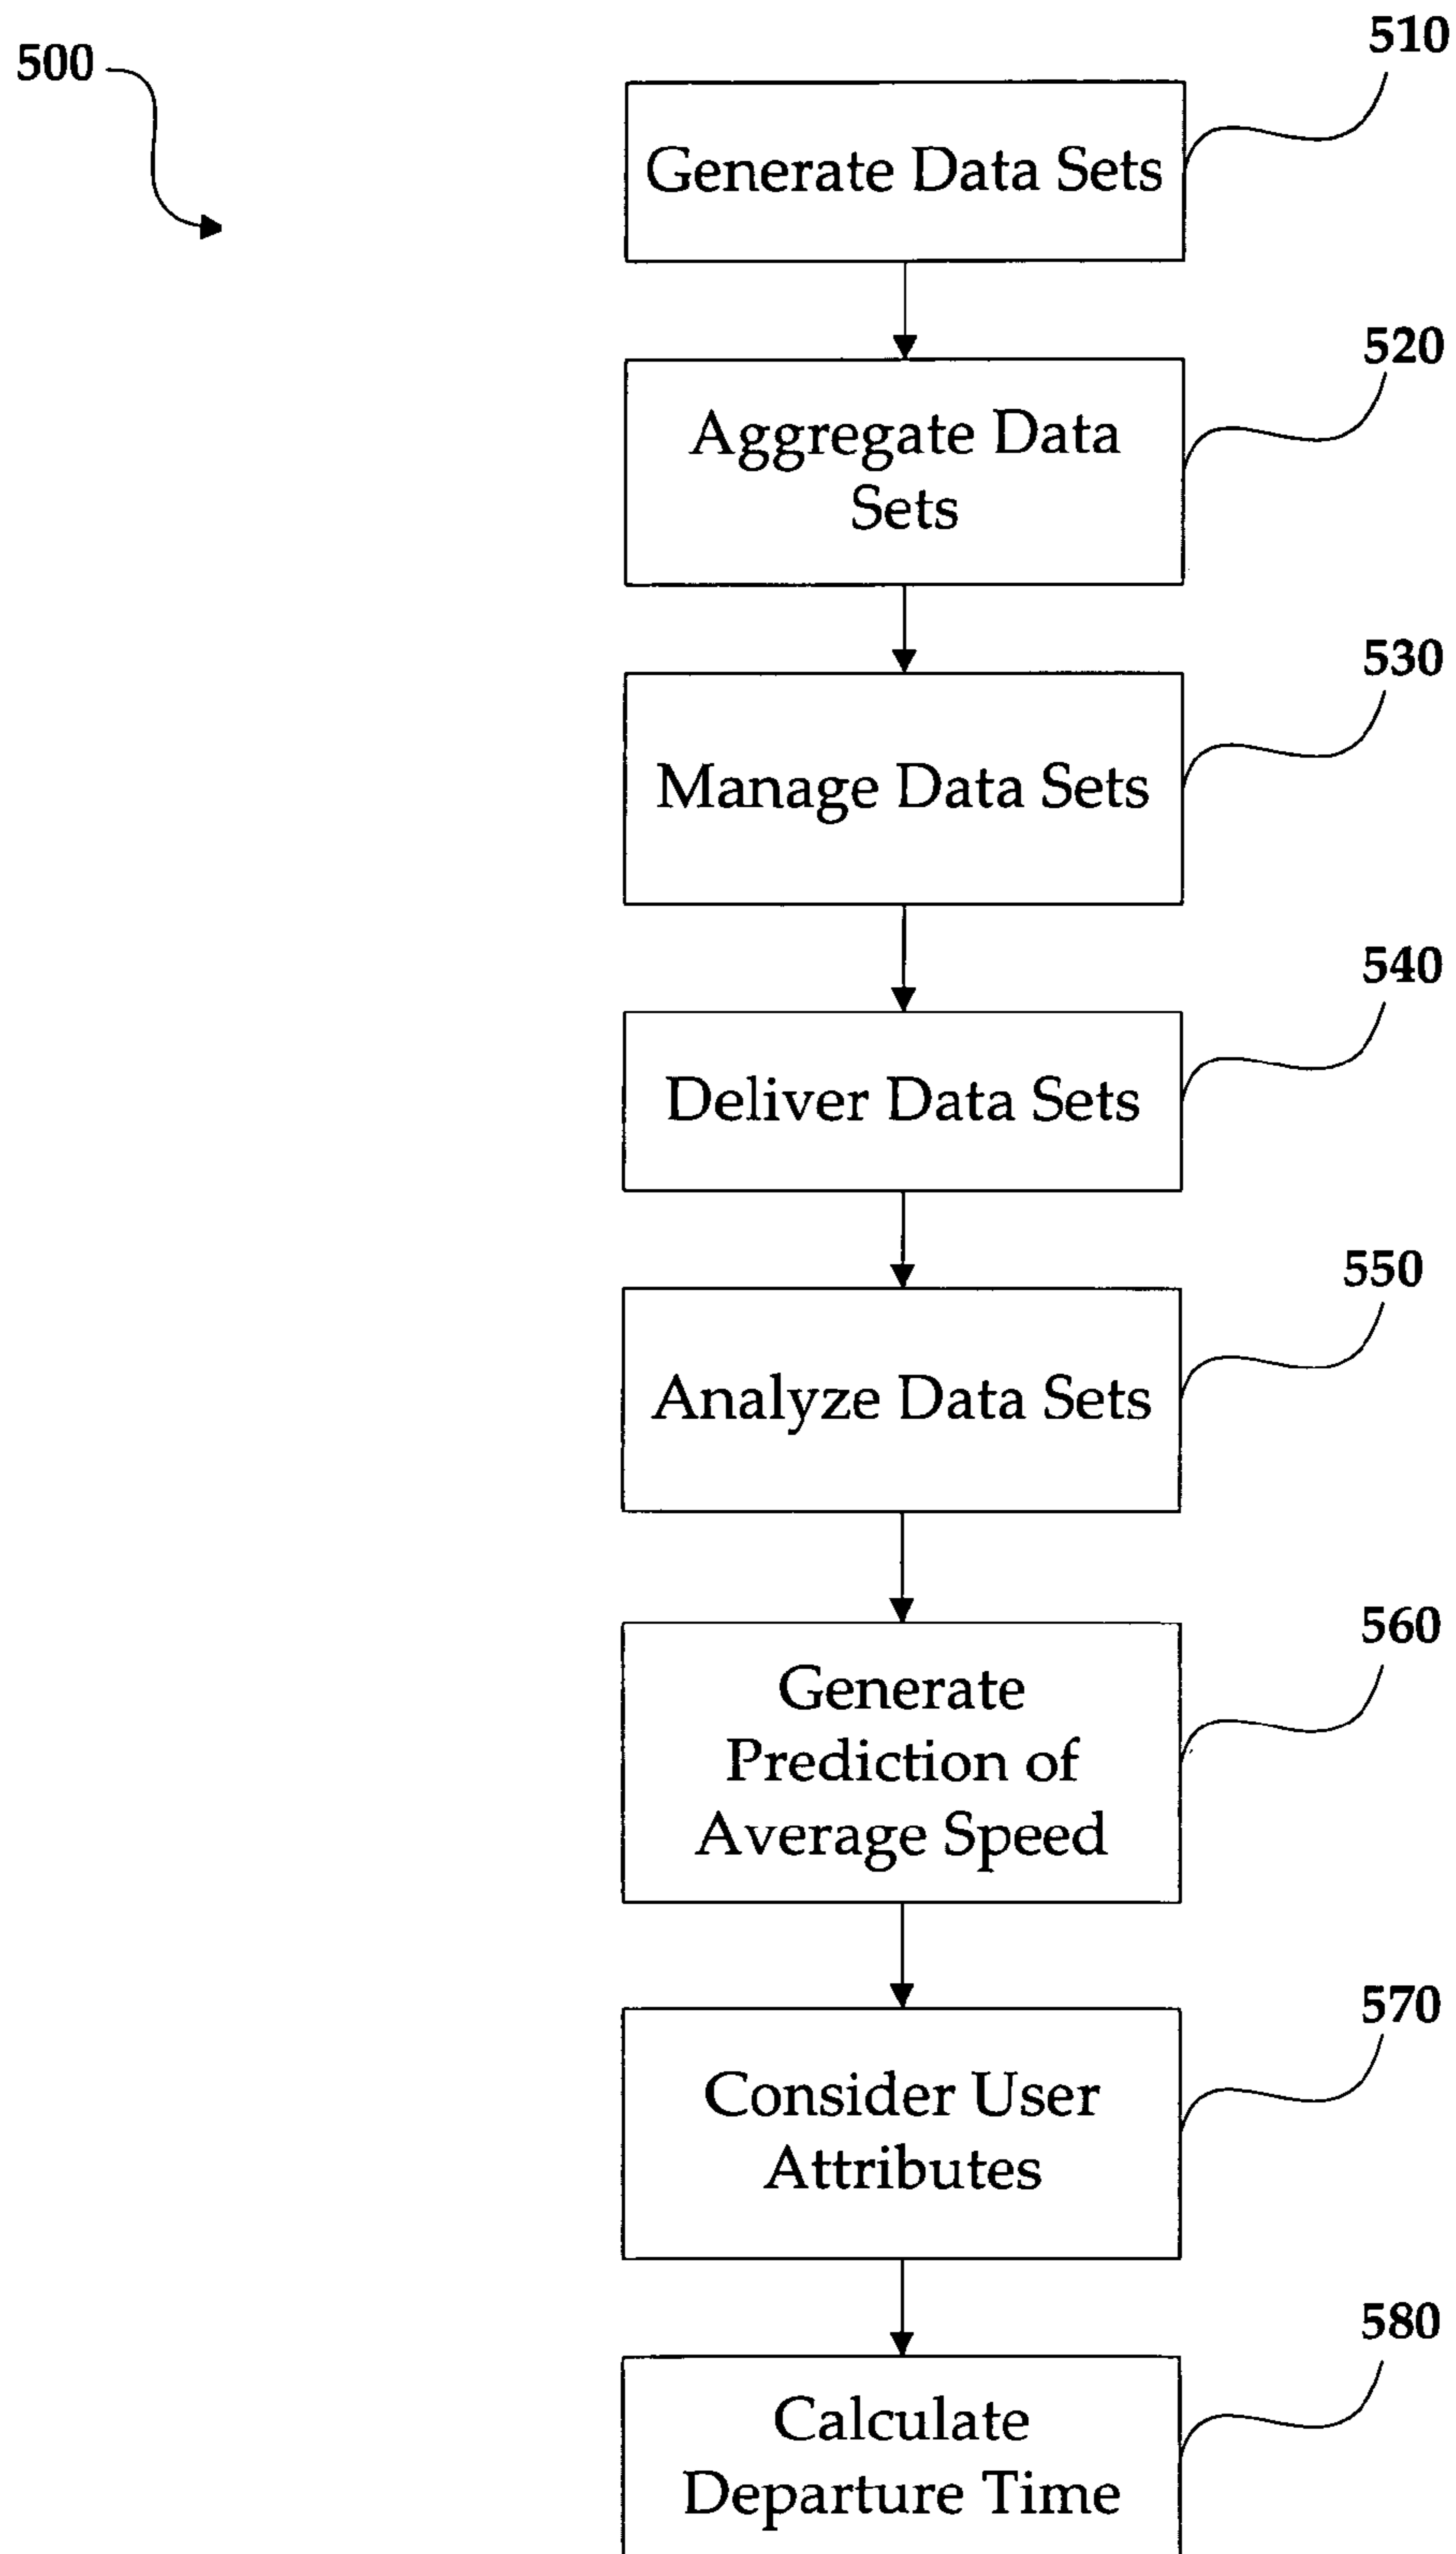 500
510
Generate Data Sets
520
Aggregate Data
Sets
530
Manage Data Sets
540
Deliver Data Sets
550
Analyze Data Sets
560
Generate
Prediction of
Average Speed
570
Consider User
Attributes
580
Calculate
Departure Time